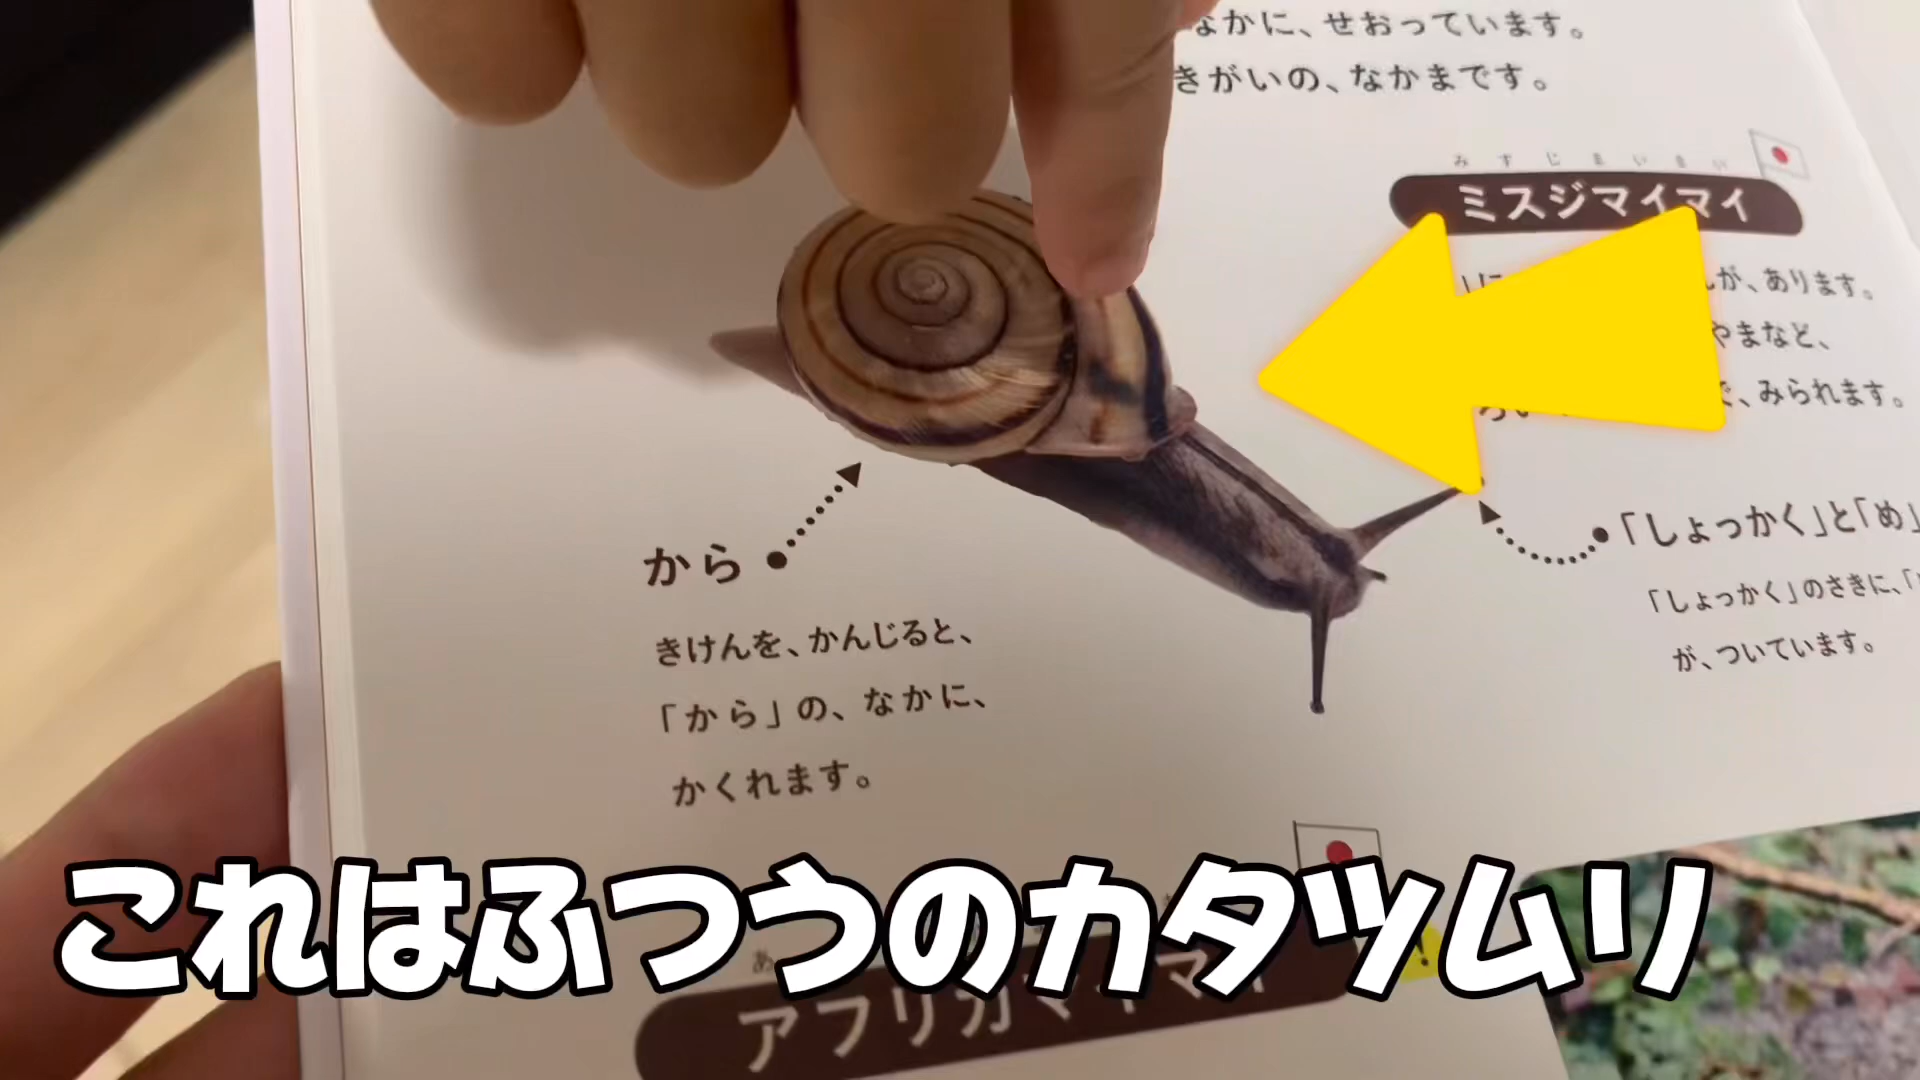 なかに、せおっています。
きがいの、なかまです。
みすじまいまい
ミスジマイマイ
が、あります。
やまなど、
で、みられます。
から
きけんを、かんじると、
「から」の、なかに、
かくれます。
「しょっかく」と「め」
「しょっかく」のさきに、「
が、ついています。
これはふつうのカタツムリ
あ
アフリカマイマイ